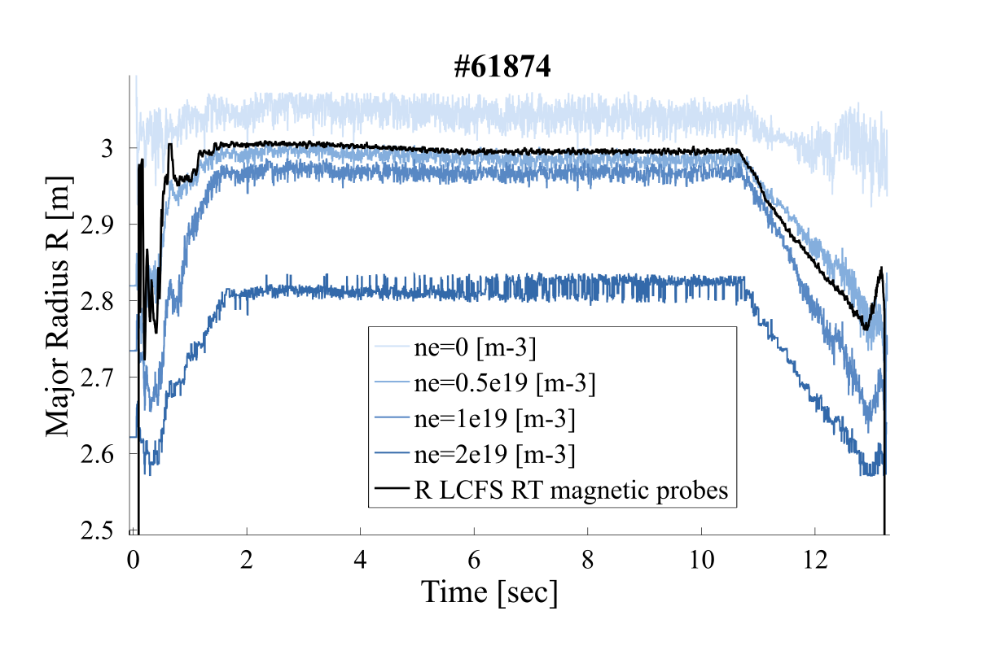 #61874
Major Radius R [m]
3
2.9
2.8
2.7
2.6
2.5
ne=0 [m-3]
ne=0.5e19 [m-3]
ne=1e19 [m-3]
ne=2e19 [m-3]
R LCFS RT magnetic probes
0 2 4 6 8 10 12
Time [sec]